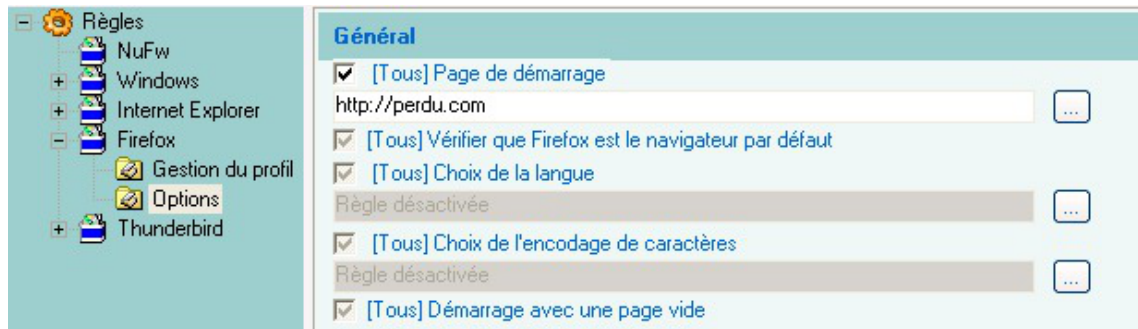 Règles
NuFw
Windows
Internet Explorer
Firefox
Gestion du profil
Options
Thunderbird
Général
[Tous] Page de démarrage
http://perdu.com
...
[Tous] Vérifier que Firefox est le navigateur par défaut
[Tous] Choix de la langue
Règle désactivée
...
[Tous] Choix de l'encodage de caractères
Règle désactivée
...
[Tous] Démarrage avec une page vide